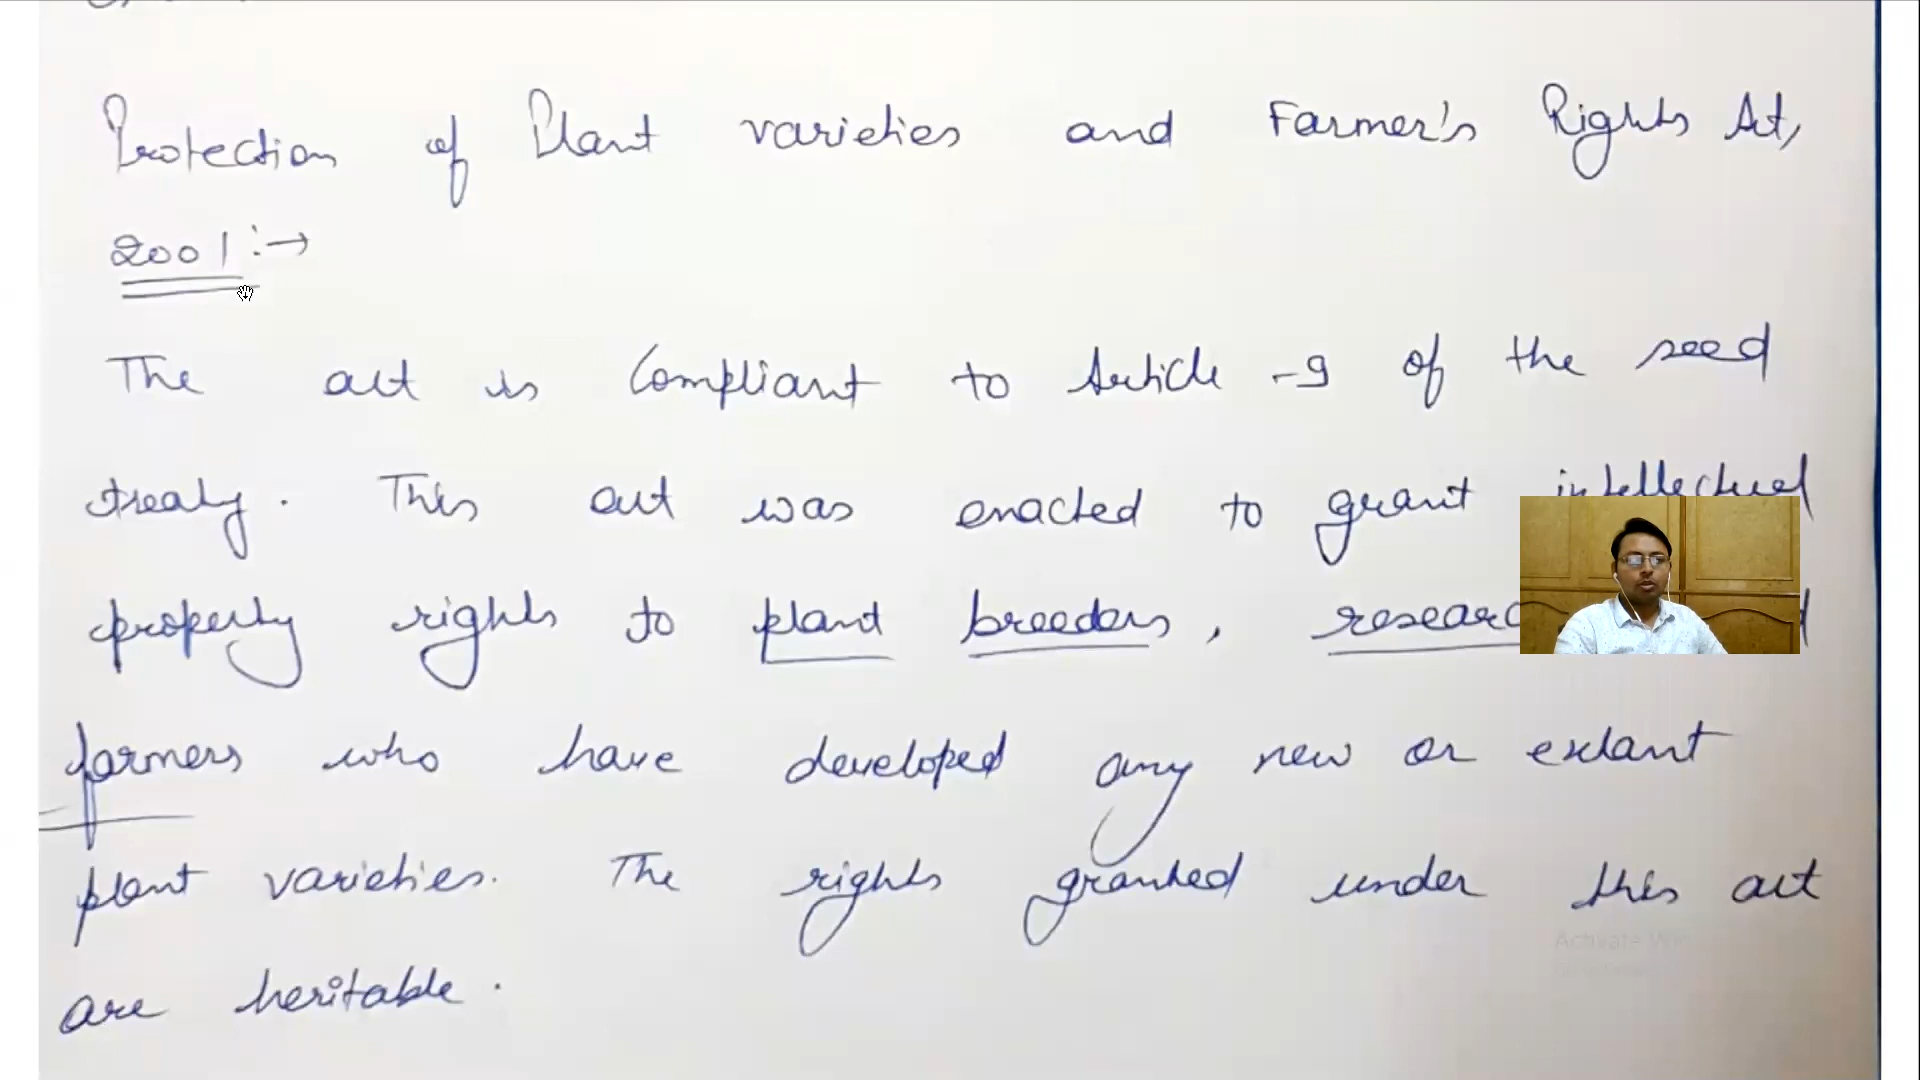 Protection of Plant varieties and Farmer's Rights Act,
2001:→
The act is Compliant to Article -9 of the seed
treaty. This act was enacted to grant intellectual
property rights to plant breeders,
farmers who have developed any new or extant
plant varieties. The rights granted under this act
Activate
are heritable.